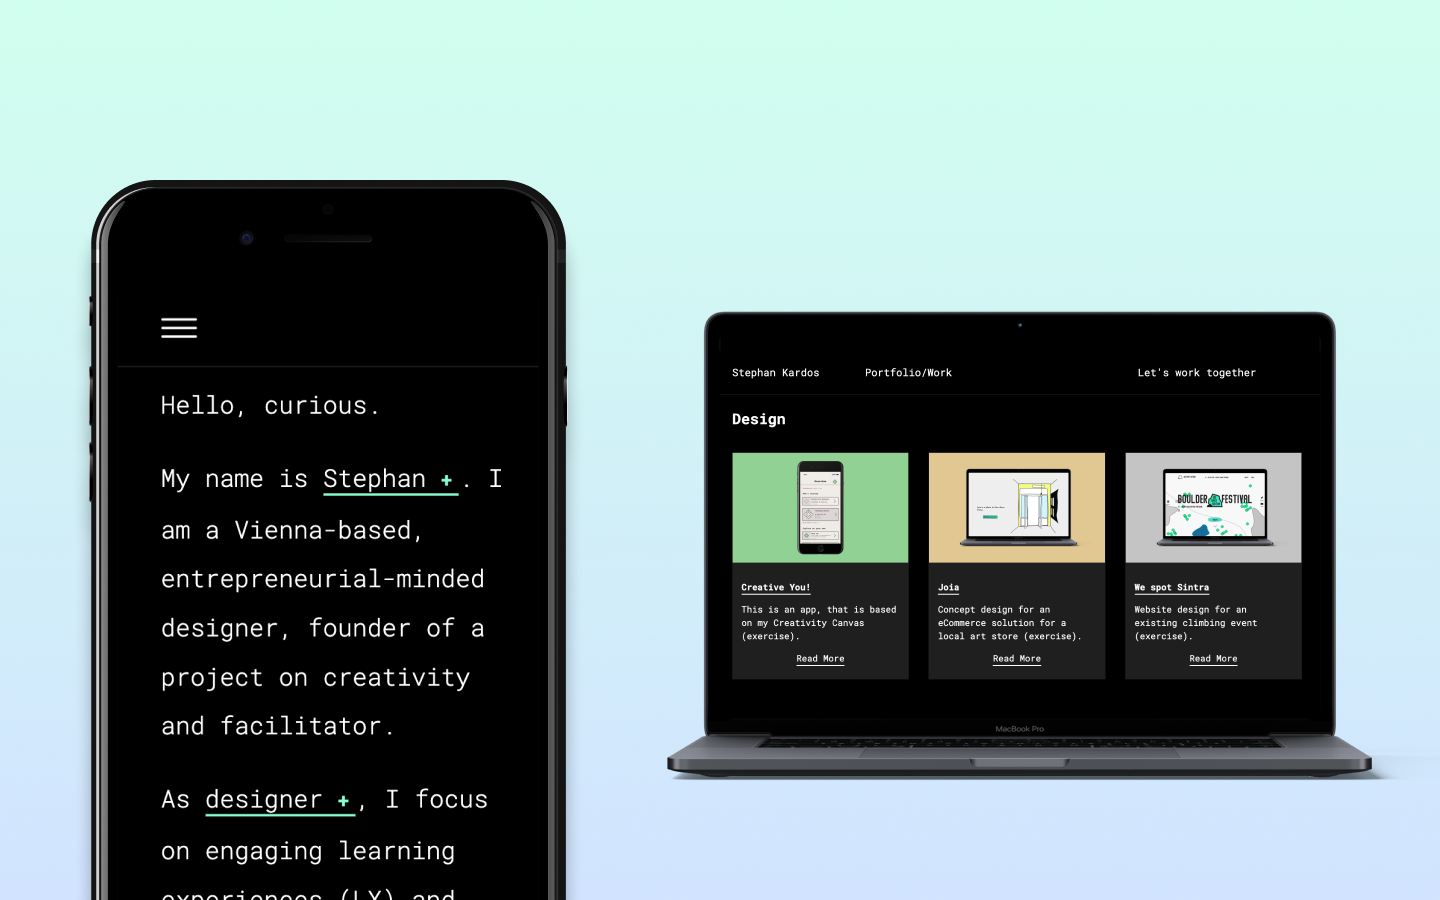 Hello, curious.
My name is Stephan +. I
am a Vienna-based,
entrepreneurial-minded
designer, founder of a
project on creativity
and facilitator.
As designer +, I focus
on engaging learning
experiences (LX) and
Stephan Kardos
Portfolio/Work
Let's work together
Design
BOULDER FESTIVAL
Creative You!
This is an app, that is based
on my Creativity Canvas
(exercise).
Read More
Joia
Concept design for an
eCommerce solution for a
local art store (exercise).
Read More
We spot Sintra
Website design for an
existing climbing event
(exercise).
Read More
MacBook Pro